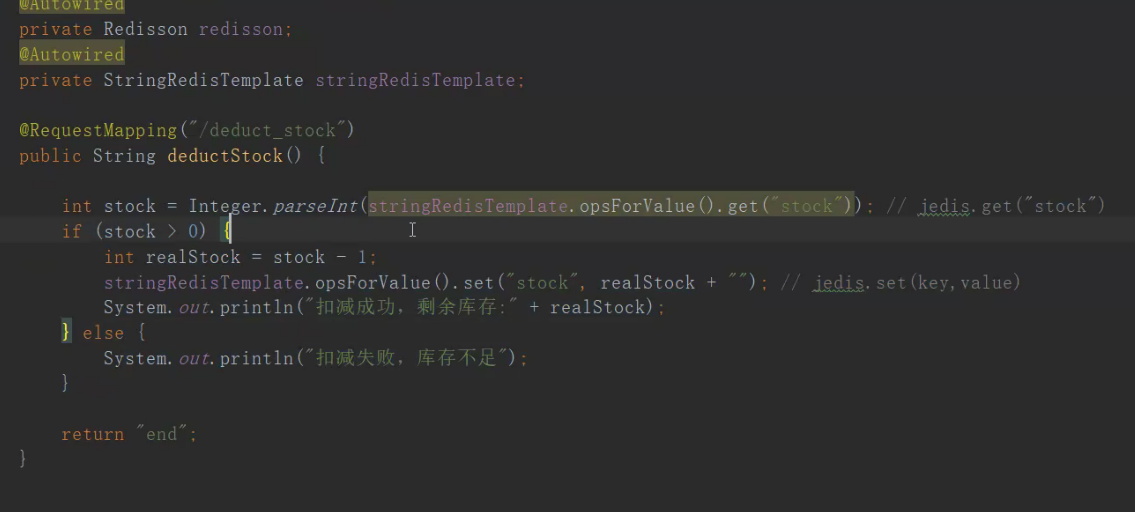 @Autowired
private Redisson redisson;
@Autowired
private StringRedisTemplate stringRedisTemplate;
@RequestMapping("/deduct_stock")
public String deductStock() {
int stock = Integer.parseInt(stringRedisTemplate.opsForValue().get("stock")); // jedis.get("stock")
if (stock > 0) {
int realStock = stock - 1;
stringRedisTemplate.opsForValue().set("stock", realStock + ""); // jedis.set(key,value)
System.out.println("扣减成功，剩余库存:" + realStock);
} else {
System.out.println("扣减失败，库存不足");
}
return "end";
}